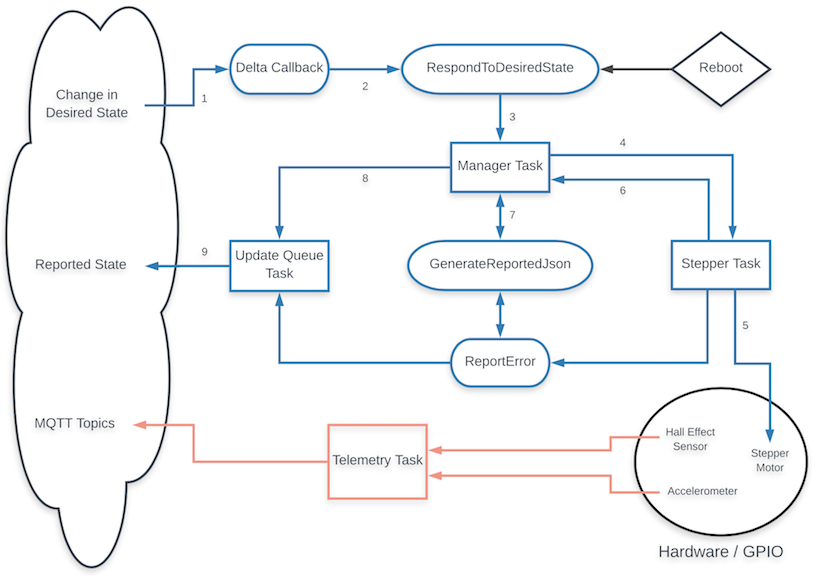 Delta Callback
RespondToDesiredState
Reboot
Change in
Desired State
1
2
3
Manager Task
4
6
8
7
9
Reported State
Update Queue
Task
GenerateReportedJson
Stepper Task
5
ReportError
MQTT Topics
Telemetry Task
Hall Effect
Sensor
Stepper
Motor
Accelerometer
Hardware / GPIO